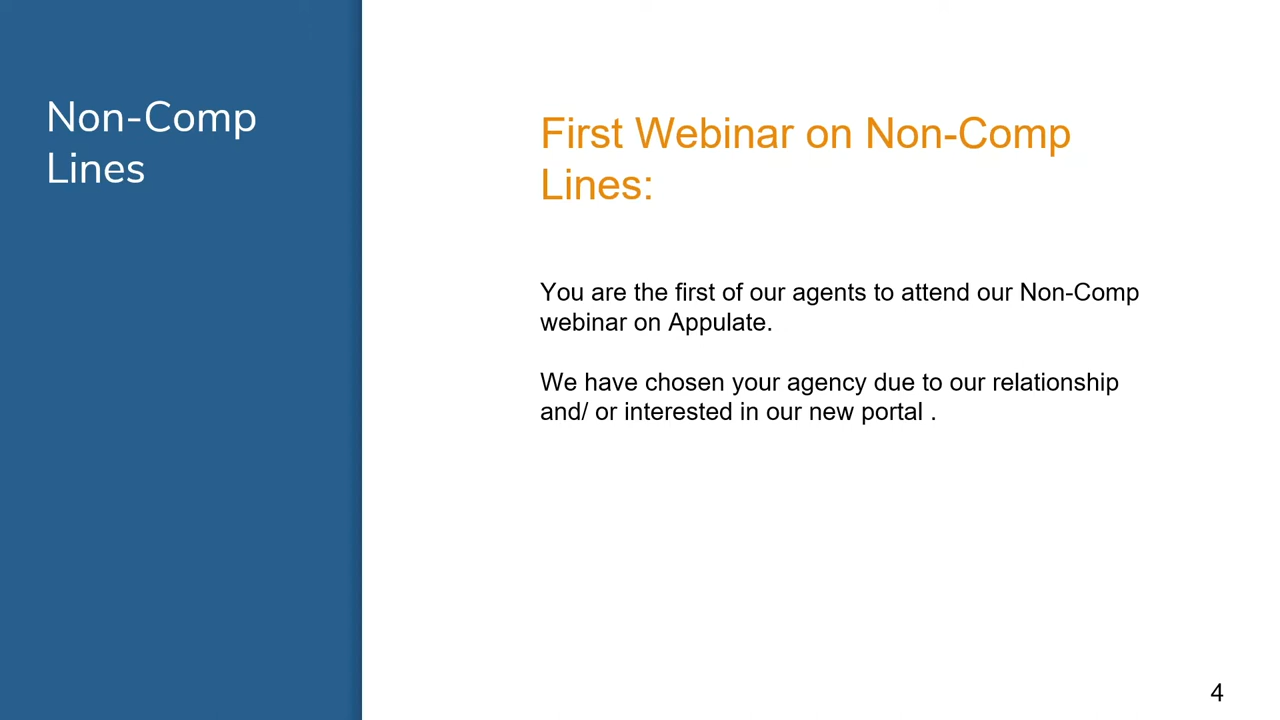 Non-Comp
Lines
First Webinar on Non-Comp
Lines:
You are the first of our agents to attend our Non-Comp
webinar on Appulate.
We have chosen your agency due to our relationship
and/ or interested in our new portal .
4